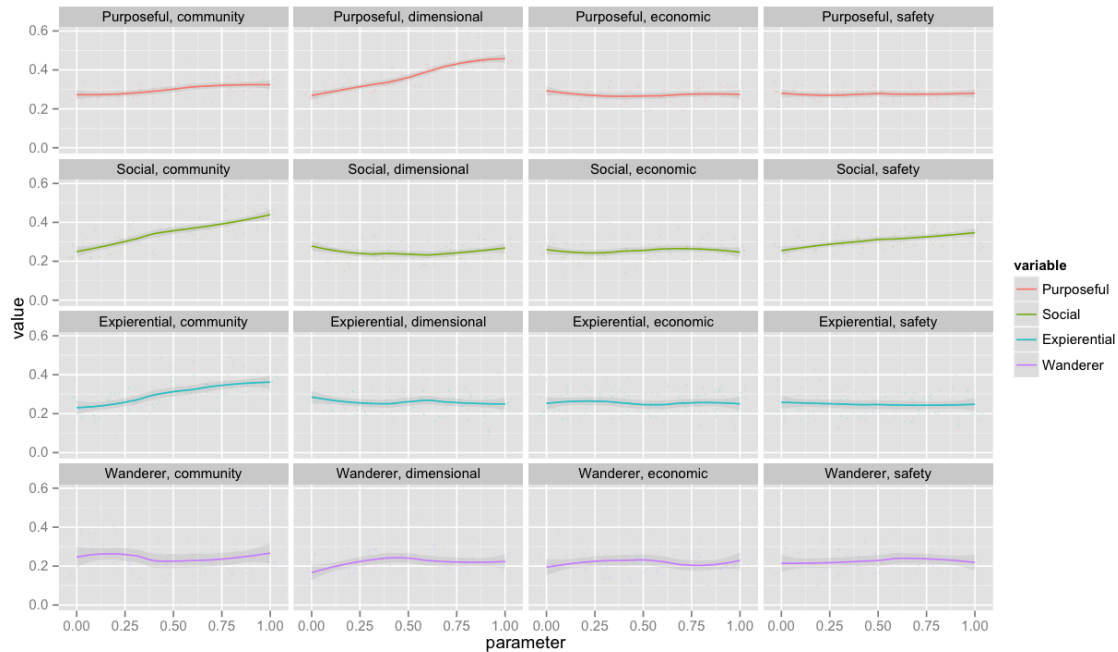 Purposeful, community Purposeful, dimensional Purposeful, economic Purposeful, safety
0.6
0.4
0.2
0.0
Social, community Social, dimensional Social, economic Social, safety
0.6
0.4
0.2
0.0
Expierential, community Expierential, dimensional Expierential, economic Expierential, safety
0.6
0.4
0.2
0.0
Wanderer, community Wanderer, dimensional Wanderer, economic Wanderer, safety
0.6
0.4
0.2
0.0
0.00 0.25 0.50 0.75 1.00 0.00 0.25 0.50 0.75 1.00 0.00 0.25 0.50 0.75 1.00 0.00 0.25 0.50 0.75 1.00
parameter
value
variable
Purposeful
Social
Expierential
Wanderer